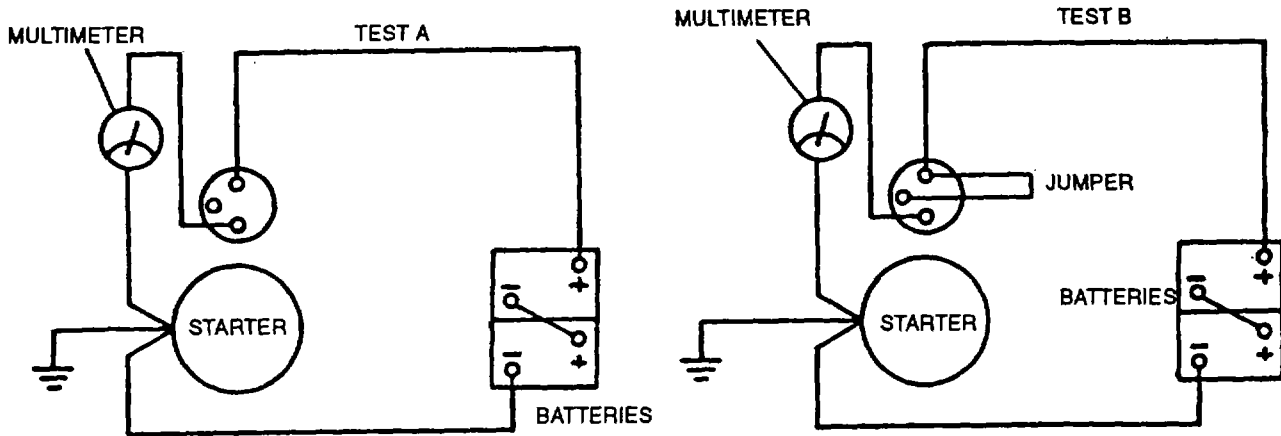 MULTIMETER
TEST A
STARTER
BATTERIES
MULTIMETER
TEST B
JUMPER
BATTERIES
STARTER